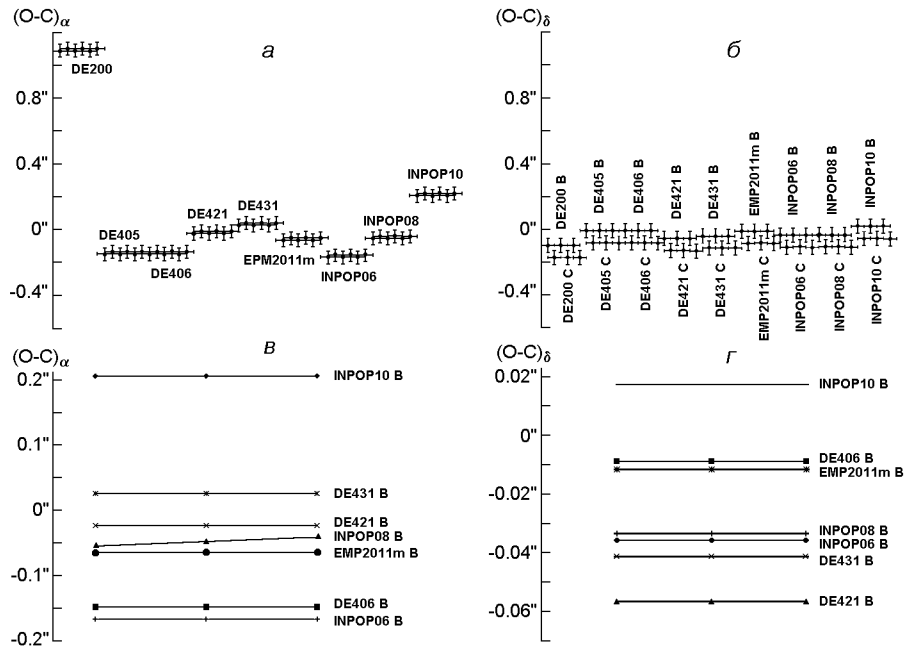 (O-C)α
а
DE200
0.8"
0.4"
0"
-0.4"
DE405
DE406
DE421
DE431
EPM2011m
INPOP06
INPOP08
INPOP10
(O-C)δ
б
0.8"
0.4"
0"
-0.4"
DE200 B
DE405 B
DE406 B
DE421 B
DE431 B
EMP2011m B
INPOP06 B
INPOP08 B
INPOP10 B
DE200 C
DE405 C
DE406 C
DE421 C
DE431 C
EMP2011m C
INPOP06 C
INPOP08 C
INPOP10 C
(O-C)α
в
0.2"
0.1"
0"
-0.1"
-0.2"
INPOP10 B
DE431 B
DE421 B
INPOP08 B
EMP2011m B
DE406 B
INPOP06 B
(O-C)δ
г
0.02"
0"
-0.02"
-0.04"
-0.06"
INPOP10 B
DE406 B
EMP2011m B
INPOP08 B
INPOP06 B
DE431 B
DE421 B